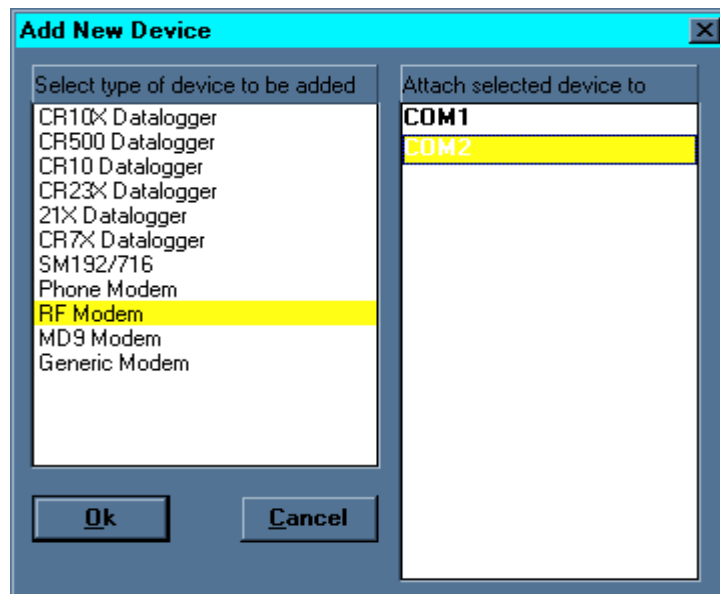 Add New Device
Select type of device to be added
CR10X Datalogger
CR500 Datalogger
CR10 Datalogger
CR23X Datalogger
21X Datalogger
CR7X Datalogger
SM192/716
Phone Modem
RF Modem
MD9 Modem
Generic Modem
Ok
Cancel
Attach selected device to
COM1
COM2